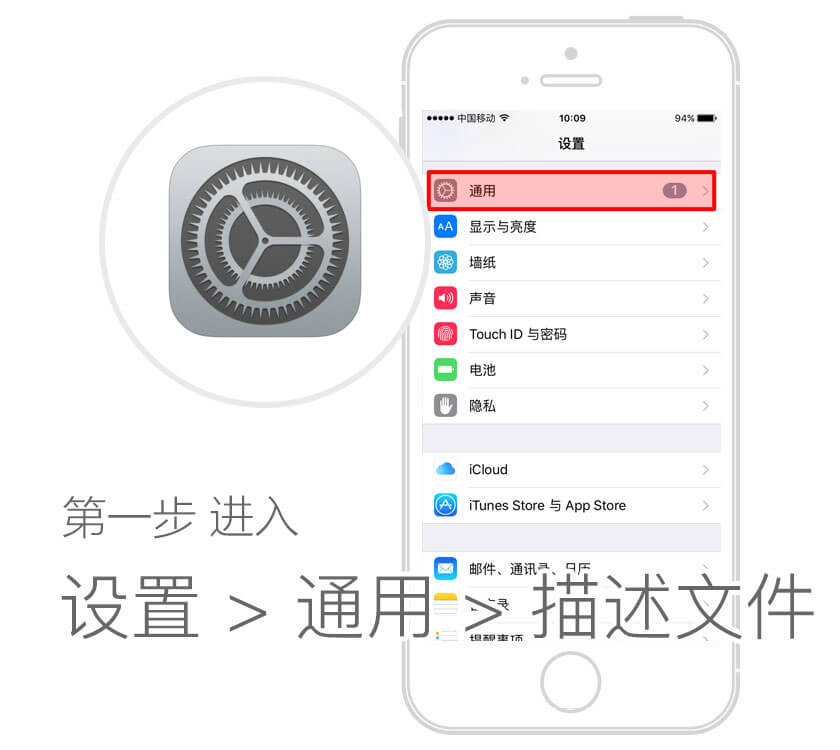 中国移动 10:09 94%
设置
通用 1
AA 显示与亮度
墙纸
声音
Touch ID 与密码
电池
隐私
iCloud
iTunes Store 与 App Store
邮件、通讯录、日历
提醒事项
第一步 进入
设置 > 通用 > 描述文件